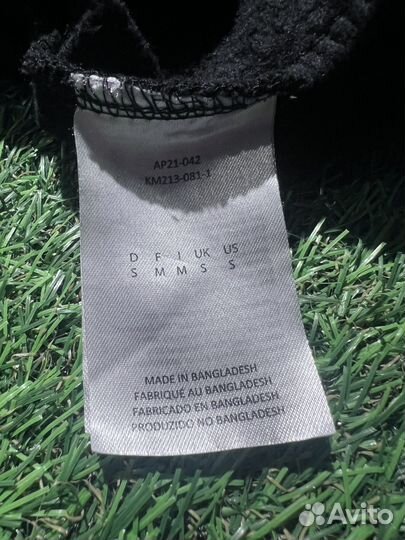 AP21-042
KM213-081-1
D F I UK US
S M M S S
MADE IN BANGLADESH
FABRIQUÉ AU BANGLADESH
FABRICADO EN BANGLADESH
PRODUZIDO NO BANGLADESH
Avito